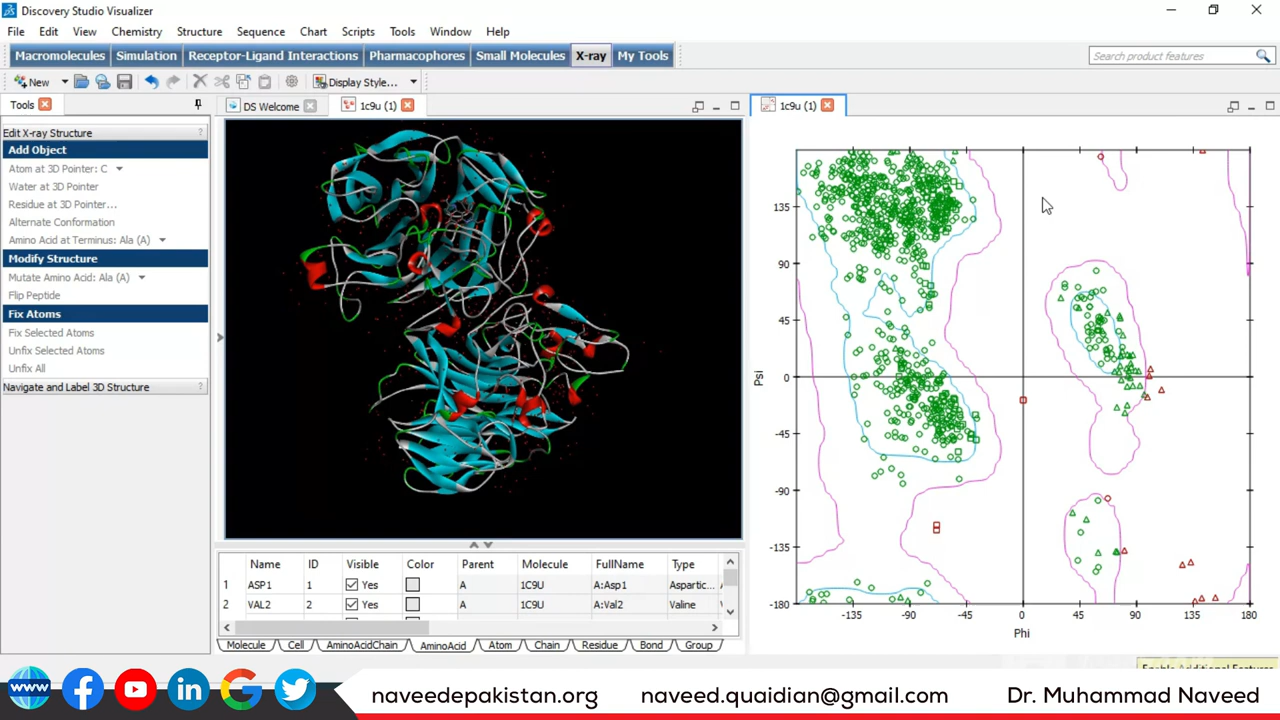 Discovery Studio Visualizer
File Edit View Chemistry Structure Sequence Chart Scripts Tools Window Help
Macromolecules Simulation Receptor-Ligand Interactions Pharmacophores Small Molecules X-ray My Tools
Search product features
New Display Style...
Tools
DS Welcome
1c9u (1)
1c9u (1)
Edit X-ray Structure ?
Add Object
Atom at 3D Pointer: C
Water at 3D Pointer
Residue at 3D Pointer...
Alternate Conformation
Amino Acid at Terminus: Ala (A)
Modify Structure
Mutate Amino Acid: Ala (A)
Flip Peptide
Fix Atoms
Fix Selected Atoms
Unfix Selected Atoms
Unfix All
Navigate and Label 3D Structure ?
135
90
45
0
-45
-90
-135
-180
Psi
-135 -90 -45 0 45 90 135 180
Phi
Name ID Visible Color Parent Molecule FullName Type
1 ASP1 1 Yes A 1C9U A:Asp1 Aspartic...
2 VAL2 2 Yes A 1C9U A:Val2 Valine
Molecule Cell AminoAcidChain AminoAcid Atom Chain Residue Bond Group
Enable Additional Features
www
naveedepakistan.org naveed.quaidian@gmail.com Dr. Muhammad Naveed